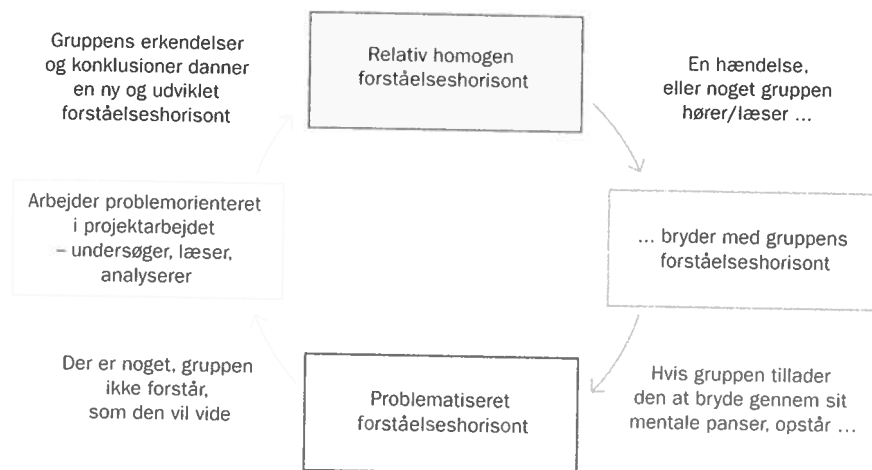 Relativ homogen
forståelseshorisont
En hændelse,
eller noget gruppen
hører/læser ...
... bryder med gruppens
forståelseshorisont
Hvis gruppen tillader
den at bryde gennem sit
mentale panser, opstår ...
Problematiseret
forståelseshorisont
Der er noget, gruppen
ikke forstår,
som den vil vide
Arbejder problemorienteret
i projektarbejdet
– undersøger, læser,
analyserer
Gruppens erkendelser
og konklusioner danner
en ny og udviklet
forståelseshorisont